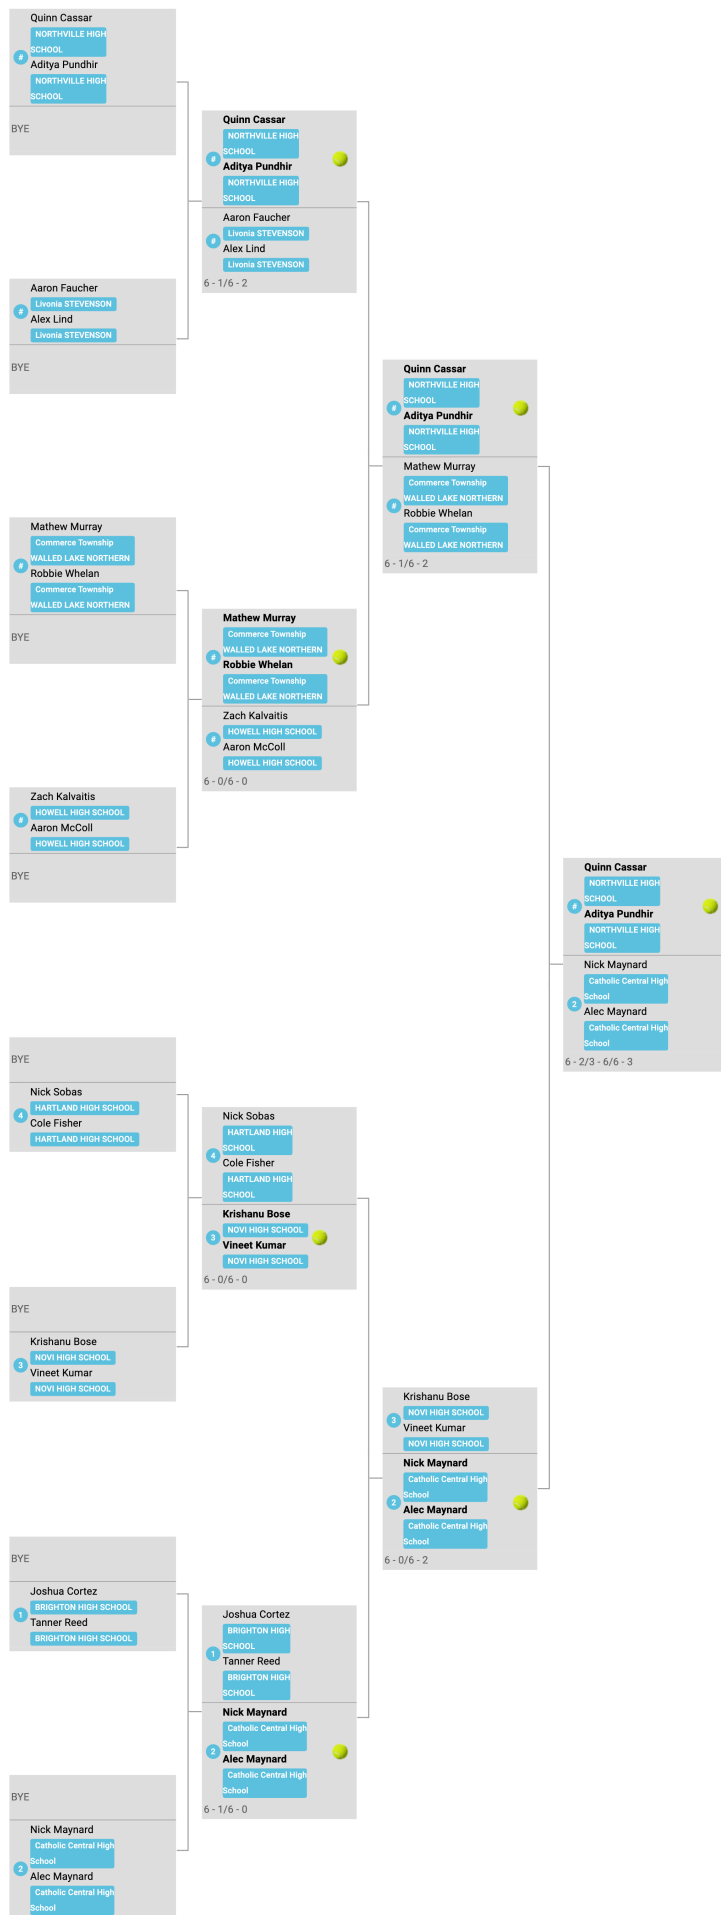 Quinn Cassar
NORTHVILLE HIGH
SCHOOL
#
Aditya Pundhir
NORTHVILLE HIGH
SCHOOL
BYE
Aaron Faucher
Livonia STEVENSON
#
Alex Lind
Livonia STEVENSON
BYE
Mathew Murray
Commerce Township
WALLED LAKE NORTHERN
#
Robbie Whelan
Commerce Township
WALLED LAKE NORTHERN
BYE
Zach Kalvaitis
HOWELL HIGH SCHOOL
#
Aaron McColl
HOWELL HIGH SCHOOL
BYE
BYE
Nick Sobas
HARTLAND HIGH SCHOOL
4
Cole Fisher
HARTLAND HIGH SCHOOL
BYE
Krishanu Bose
NOVI HIGH SCHOOL
3
Vineet Kumar
NOVI HIGH SCHOOL
BYE
Joshua Cortez
BRIGHTON HIGH SCHOOL
1
Tanner Reed
BRIGHTON HIGH SCHOOL
BYE
Nick Maynard
Catholic Central High
School
2
Alec Maynard
Catholic Central High
School
Quinn Cassar
NORTHVILLE HIGH
SCHOOL
#
Aditya Pundhir
NORTHVILLE HIGH
SCHOOL
Aaron Faucher
Livonia STEVENSON
#
Alex Lind
Livonia STEVENSON
6 - 1/6 - 2
Mathew Murray
Commerce Township
WALLED LAKE NORTHERN
#
Robbie Whelan
Commerce Township
WALLED LAKE NORTHERN
Zach Kalvaitis
HOWELL HIGH SCHOOL
#
Aaron McColl
HOWELL HIGH SCHOOL
6 - 0/6 - 0
Nick Sobas
HARTLAND HIGH
SCHOOL
4
Cole Fisher
HARTLAND HIGH
SCHOOL
Krishanu Bose
NOVI HIGH SCHOOL
3
Vineet Kumar
NOVI HIGH SCHOOL
6 - 0/6 - 0
Joshua Cortez
BRIGHTON HIGH
SCHOOL
1
Tanner Reed
BRIGHTON HIGH
SCHOOL
Nick Maynard
Catholic Central High
School
2
Alec Maynard
Catholic Central High
School
6 - 1/6 - 0
Quinn Cassar
NORTHVILLE HIGH
SCHOOL
#
Aditya Pundhir
NORTHVILLE HIGH
SCHOOL
Mathew Murray
Commerce Township
WALLED LAKE NORTHERN
#
Robbie Whelan
Commerce Township
WALLED LAKE NORTHERN
6 - 1/6 - 2
Krishanu Bose
NOVI HIGH SCHOOL
3
Vineet Kumar
NOVI HIGH SCHOOL
Nick Maynard
Catholic Central High
School
2
Alec Maynard
Catholic Central High
School
6 - 0/6 - 2
Quinn Cassar
NORTHVILLE HIGH
SCHOOL
#
Aditya Pundhir
NORTHVILLE HIGH
SCHOOL
Nick Maynard
Catholic Central High
School
2
Alec Maynard
Catholic Central High
School
6 - 2/3 - 6/6 - 3